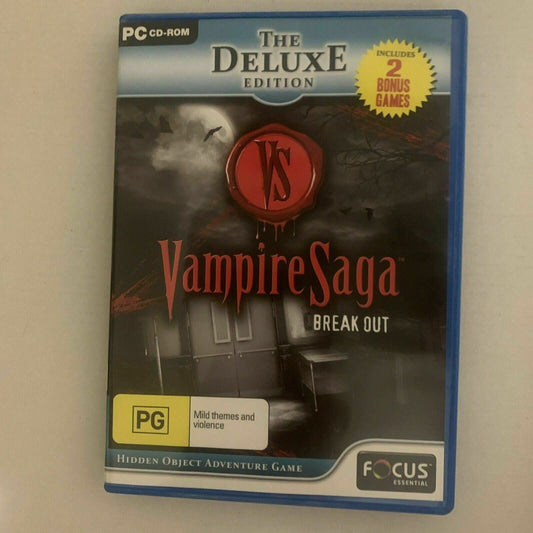 PC CD-ROM
THE
DELUXE
EDITION
INCLUDES
2
BONUS
GAMES
VS
Vampire Saga™
BREAK OUT
PG
Mild themes and
violence
HIDDEN OBJECT ADVENTURE GAME
FOCUS
ESSENTIAL